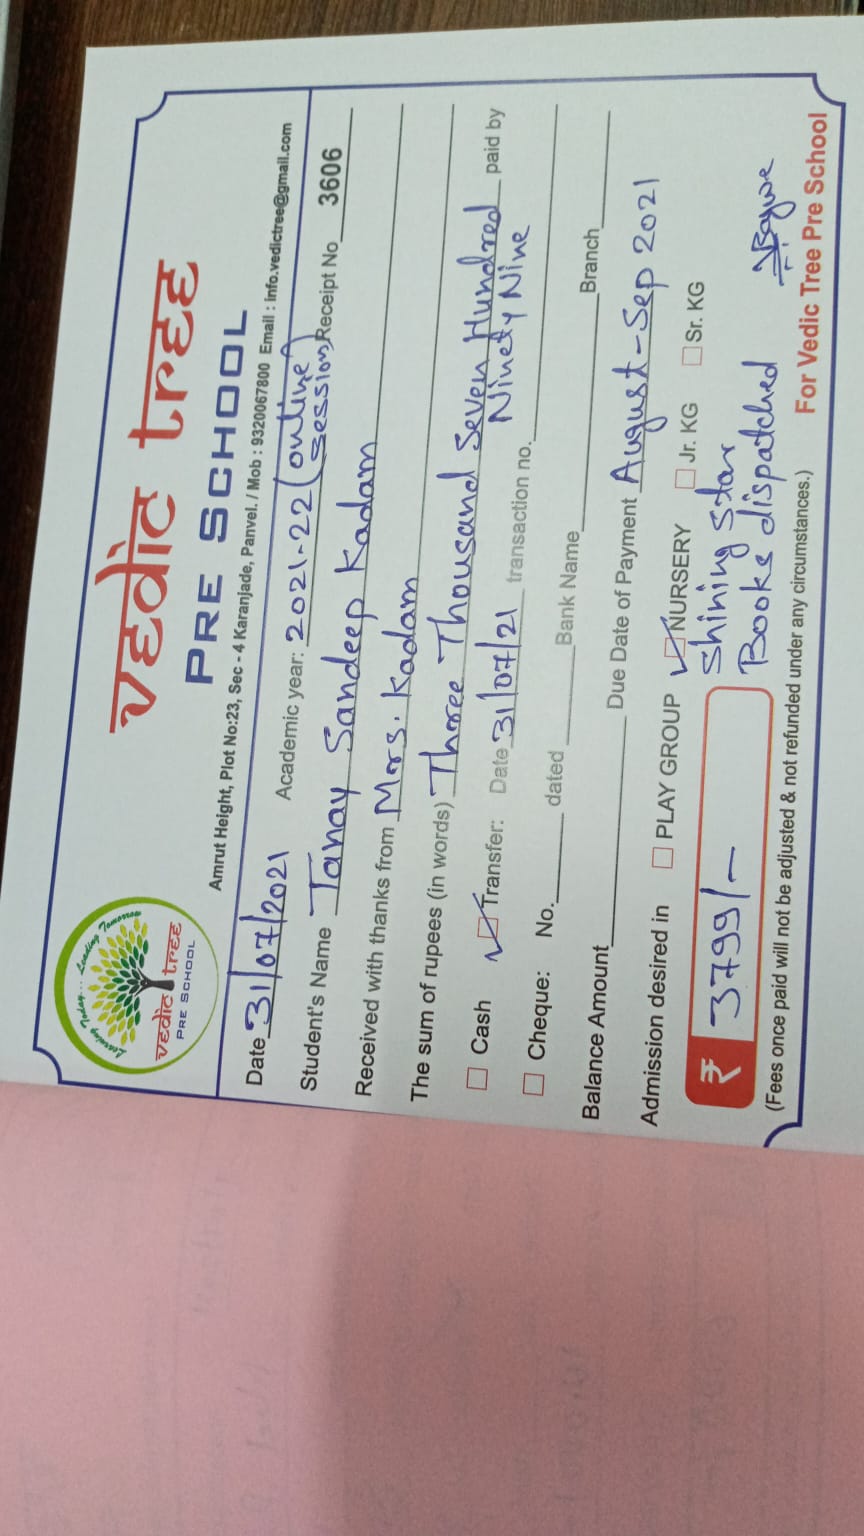 Learning Today... Leading Tomorrow
vedic tree
PRE SCHOOL
vedic tree
PRE SCHOOL
Amrut Height, Plot No:23, Sec - 4 Karanjade, Panvel. / Mob : 9320067800 Email : info.vedictree@gmail.com
Date 31/07/2021 Academic year: 2021-22 (online session) Receipt No 3606
Student's Name Tanay Sandeep Kadam
Received with thanks from Mrs. Kadam
The sum of rupees (in words) Three Thousand Seven Hundred Ninety Nine paid by
Cash Transfer: Date 31/07/21 transaction no.
Cheque: No. dated Bank Name Branch
Balance Amount Due Date of Payment August - Sep 2021
Admission desired in PLAY GROUP NURSERY Jr. KG Sr. KG
₹ 3799/- Shining Star
Books dispatched
(Fees once paid will not be adjusted & not refunded under any circumstances.) For Vedic Tree Pre School